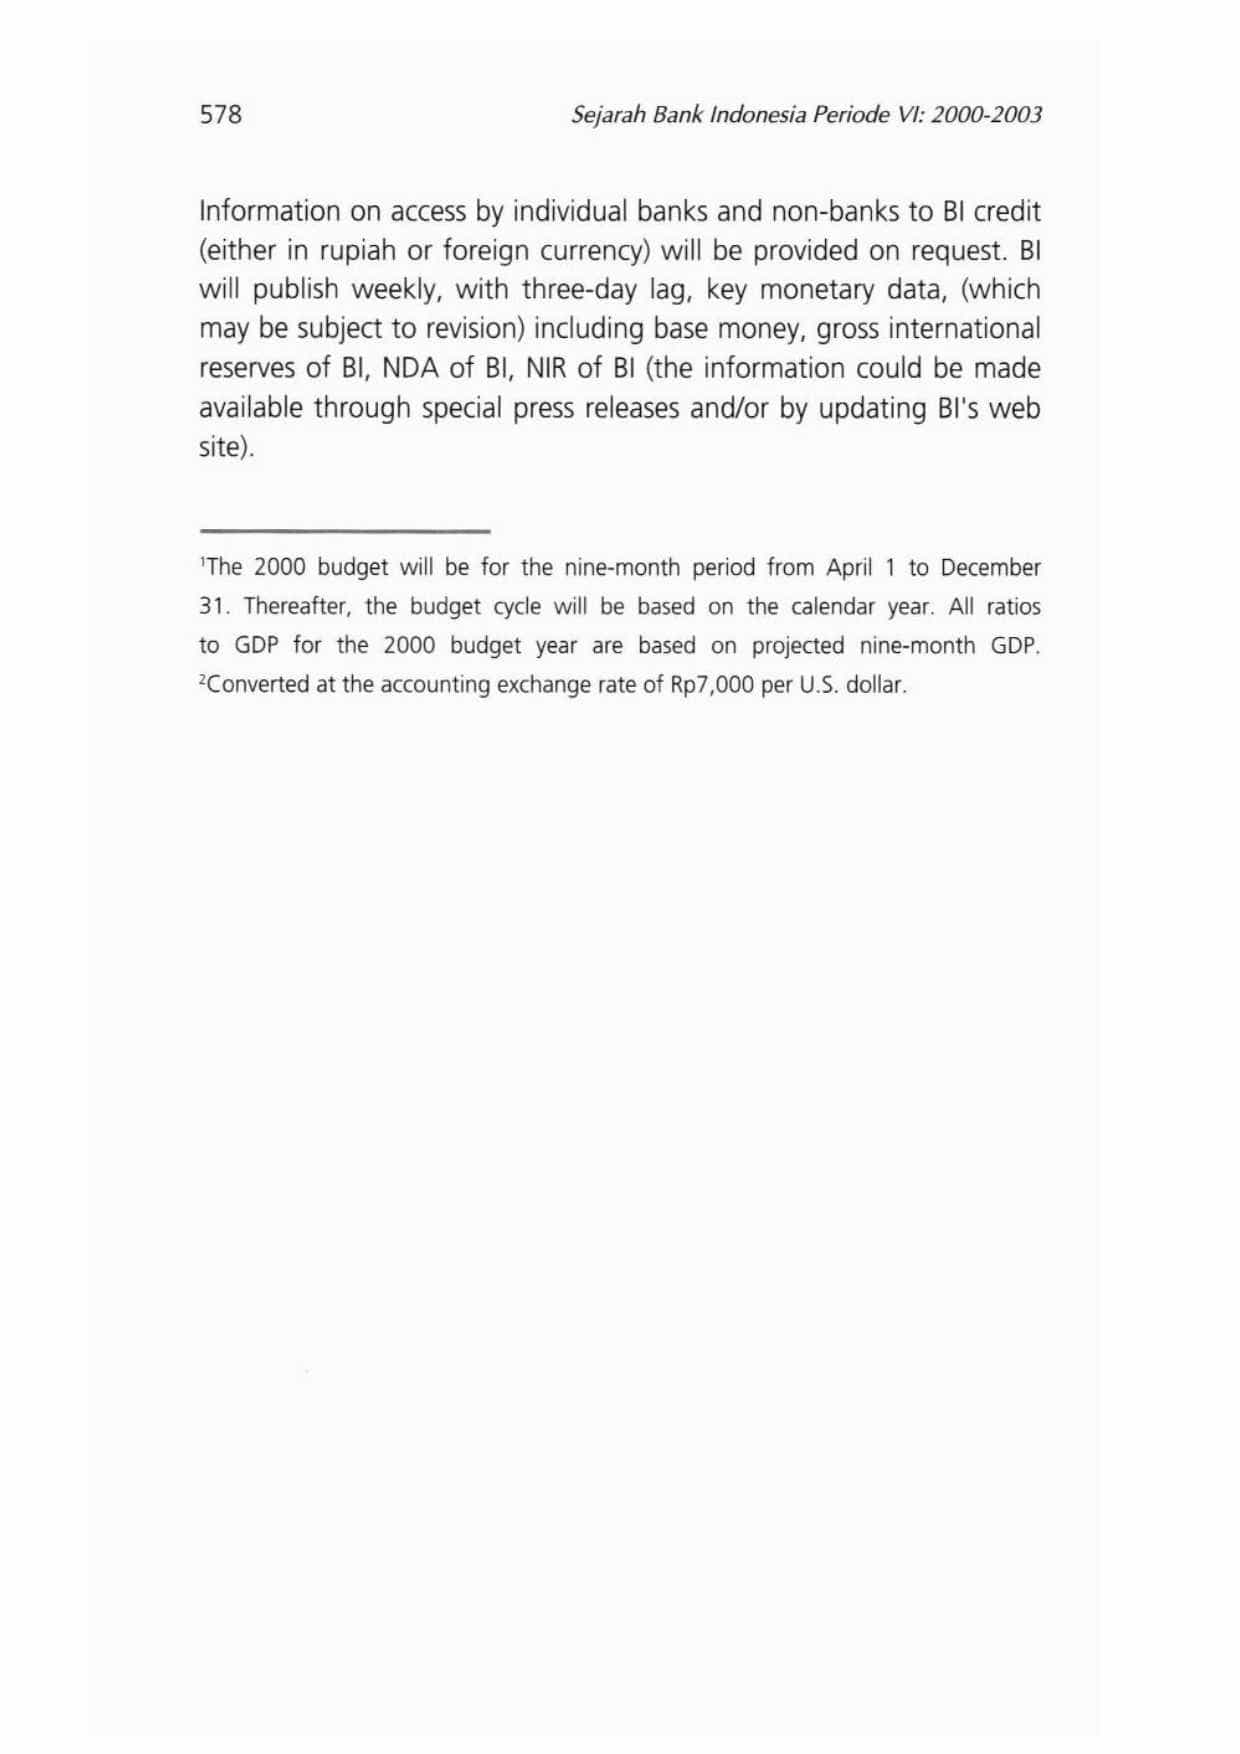 578
Sejarah Bank Indonesia Periode VI: 2000-2003
Information on access by individual banks and non-banks to BI credit
(either in rupiah or foreign currency) will be provided on request. BI
will publish weekly, with three-day lag, key monetary data, (which
may be subject to revision) including base money, gross international
reserves of BI, NDA of BI, NIR of BI (the information could be made
available through special press releases and/or by updating BI's web
site).
¹The 2000 budget will be for the nine-month period from April 1 to December
31. Thereafter, the budget cycle will be based on the calendar year. All ratios
to GDP for the 2000 budget year are based on projected nine-month GDP.
²Converted at the accounting exchange rate of Rp7,000 per U.S. dollar.